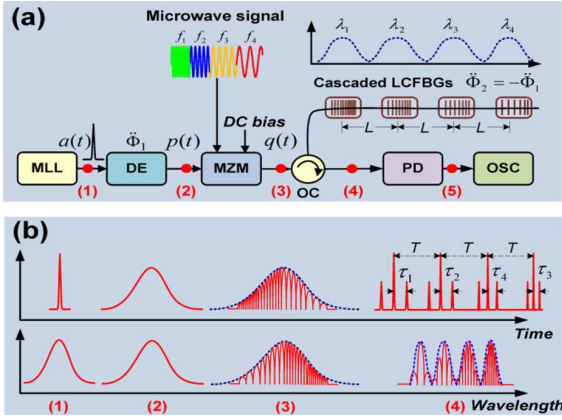 (a)
Microwave signal
f1 f2 f3 f4
λ1 λ2 λ3 λ4
Cascaded LCFBGs Φ̈2 = −Φ̈1
L L L
DC bias
a(t) Φ̈1 p(t) q(t)
MLL DE MZM OC PD OSC
(1) (2) (3) (4) (5)
(b)
T T T
τ1 τ2 τ4 τ3
Time
(1) (2) (3) (4) Wavelength